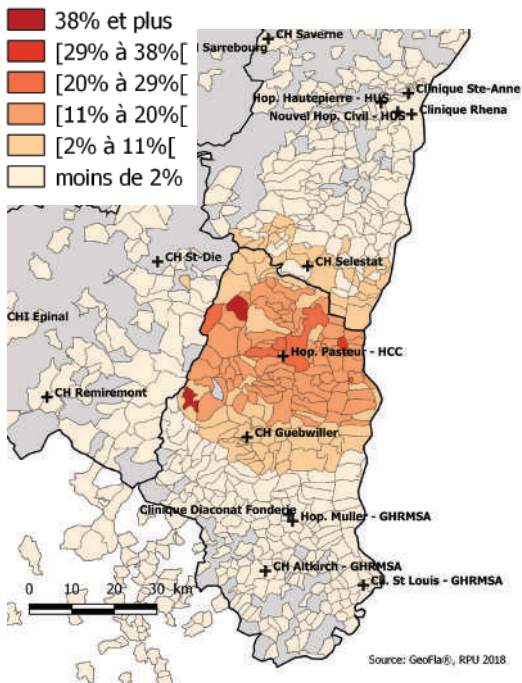 38% et plus
[29% à 38%[
[20% à 29%[
[11% à 20%[
[2% à 11%[
moins de 2%
CH Saverne
Sarrebourg
Clinique Ste-Anne
Hop. Hautepierre - HUS
Clinique Rhena
Nouvel Hop. Civil - HUS
CH St-Die
CH Selestat
CHI Epinal
Hop. Pasteur - HCC
CH Remiremont
CH Guebwiller
Clinique Diaconat Fonderie
Hop. Muller - GHRMSA
CH Altkirch - GHRMSA
St Louis - GHRMSA
0 10 20 30 km
Source: GeoFla®, RPU 2018